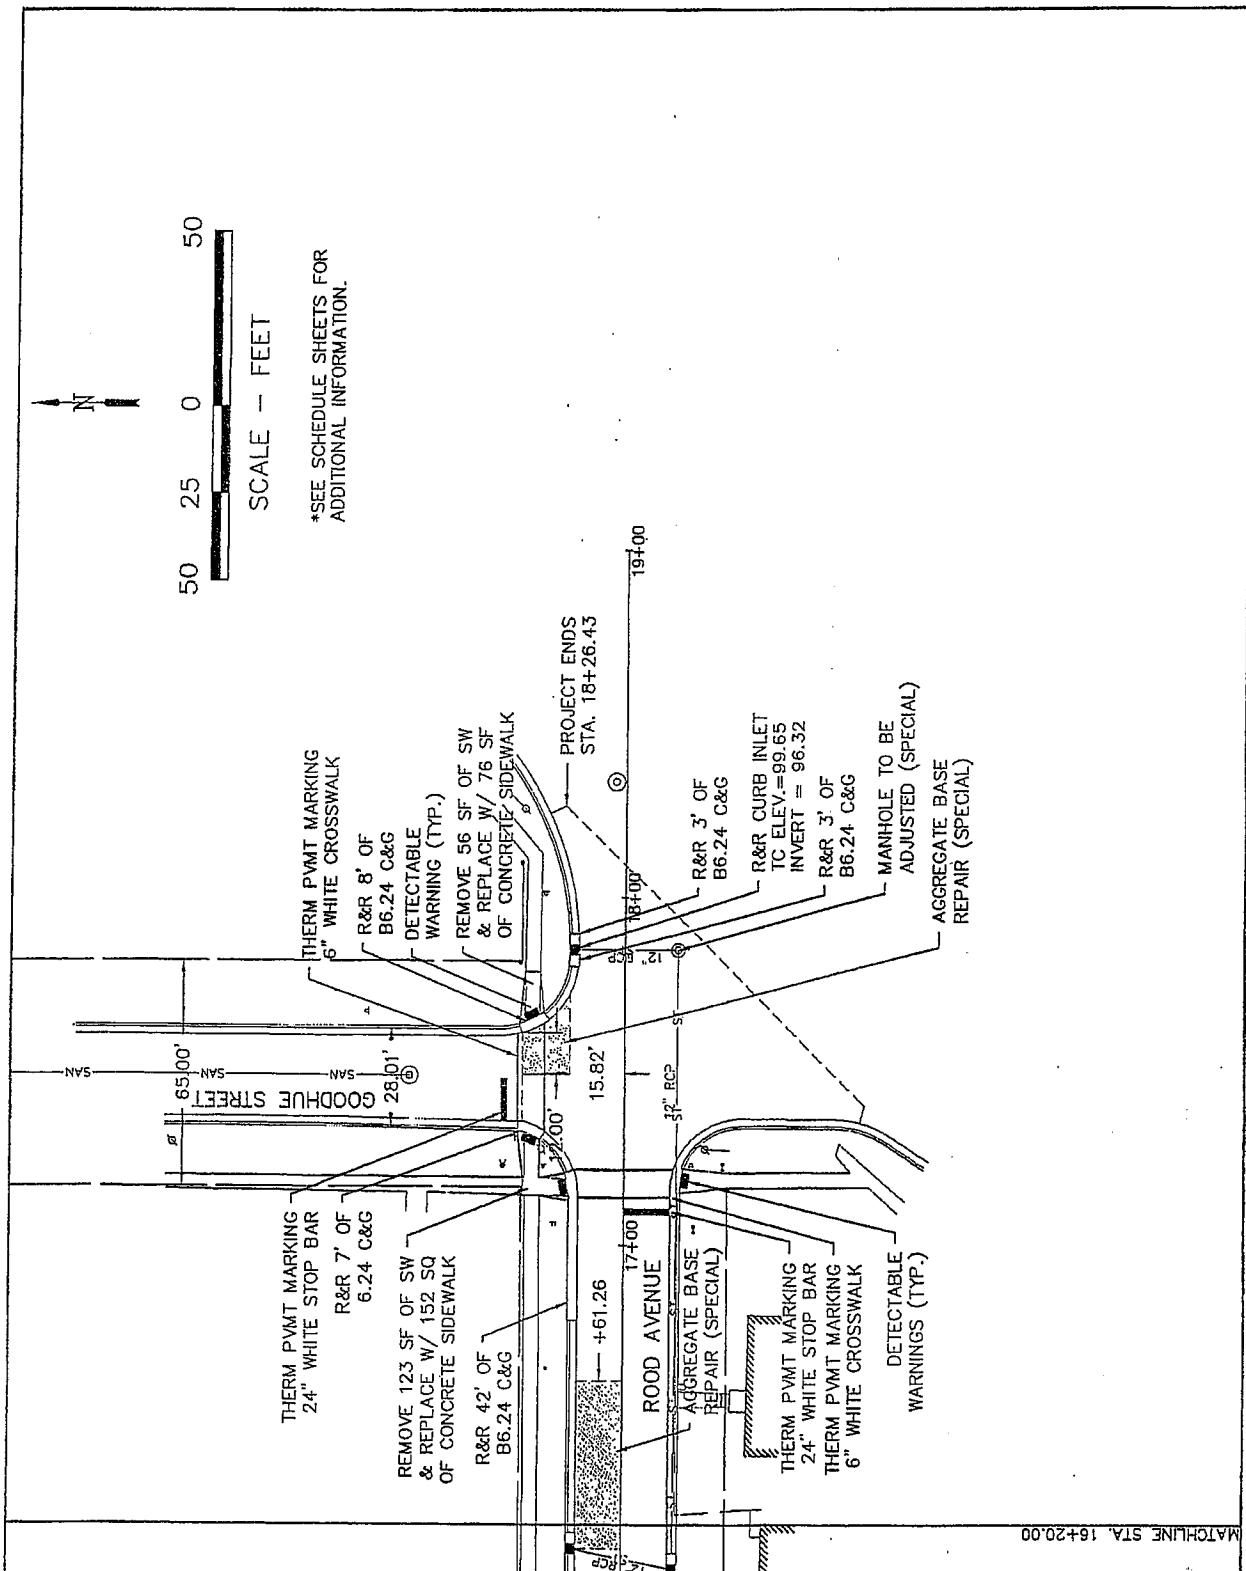 N
50 25 0 50
SCALE - FEET
*SEE SCHEDULE SHEETS FOR
ADDITIONAL INFORMATION.
THERM PVMT MARKING
6" WHITE CROSSWALK
R&R 8' OF
B6.24 C&G
DETECTABLE
WARNING (TYP.)
REMOVE 56 SF OF SW
& REPLACE W/ 76 SF
OF CONCRETE SIDEWALK
PROJECT ENDS
STA. 18+26.43
19+00
18+00
17+00
R&R 3' OF
B6.24 C&G
R&R CURB INLET
TC ELEV.=99.65
INVERT = 96.32
R&R 3' OF
B6.24 C&G
MANHOLE TO BE
ADJUSTED (SPECIAL)
AGGREGATE BASE
REPAIR (SPECIAL)
12" RCP
ST
12" RCP
ST
SAN
SAN
SAN
65.00'
28.01'
GOODHUE STREET
15.82'
THERM PVMT MARKING
24" WHITE STOP BAR
R&R 7' OF
6.24 C&G
REMOVE 123 SF OF SW
& REPLACE W/ 152 SQ
OF CONCRETE SIDEWALK
R&R 42' OF
B6.24 C&G
+61.26
ROOD AVENUE
AGGREGATE BASE
REPAIR (SPECIAL)
THERM PVMT MARKING
24" WHITE STOP BAR
THERM PVMT MARKING
6" WHITE CROSSWALK
DETECTABLE
WARNINGS (TYP.)
MATCHLINE STA. 16+20.00